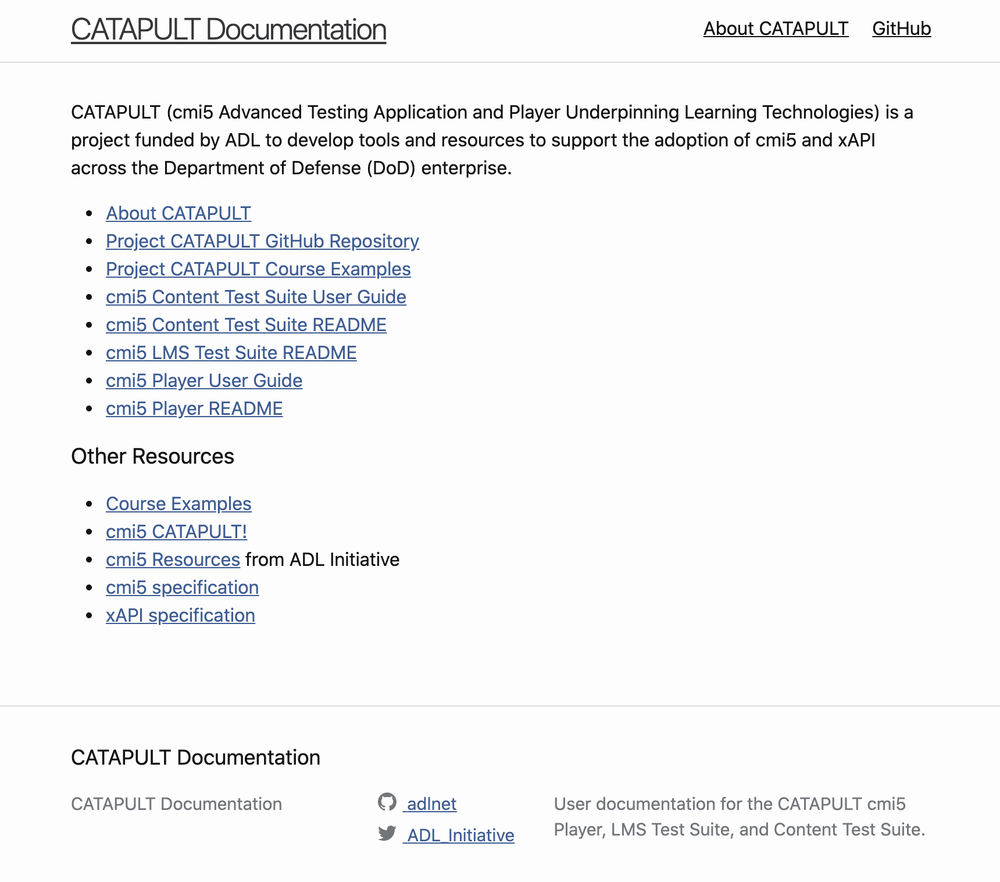 CATAPULT Documentation
About CATAPULT
GitHub
CATAPULT (cmi5 Advanced Testing Application and Player Underpinning Learning Technologies) is a
project funded by ADL to develop tools and resources to support the adoption of cmi5 and xAPI
across the Department of Defense (DoD) enterprise.
About CATAPULT
Project CATAPULT GitHub Repository
Project CATAPULT Course Examples
cmi5 Content Test Suite User Guide
cmi5 Content Test Suite README
cmi5 LMS Test Suite README
cmi5 Player User Guide
cmi5 Player README
Other Resources
Course Examples
cmi5 CATAPULT!
cmi5 Resources from ADL Initiative
cmi5 specification
xAPI specification
CATAPULT Documentation
CATAPULT Documentation
adlnet
ADL_Initiative
User documentation for the CATAPULT cmi5
Player, LMS Test Suite, and Content Test Suite.